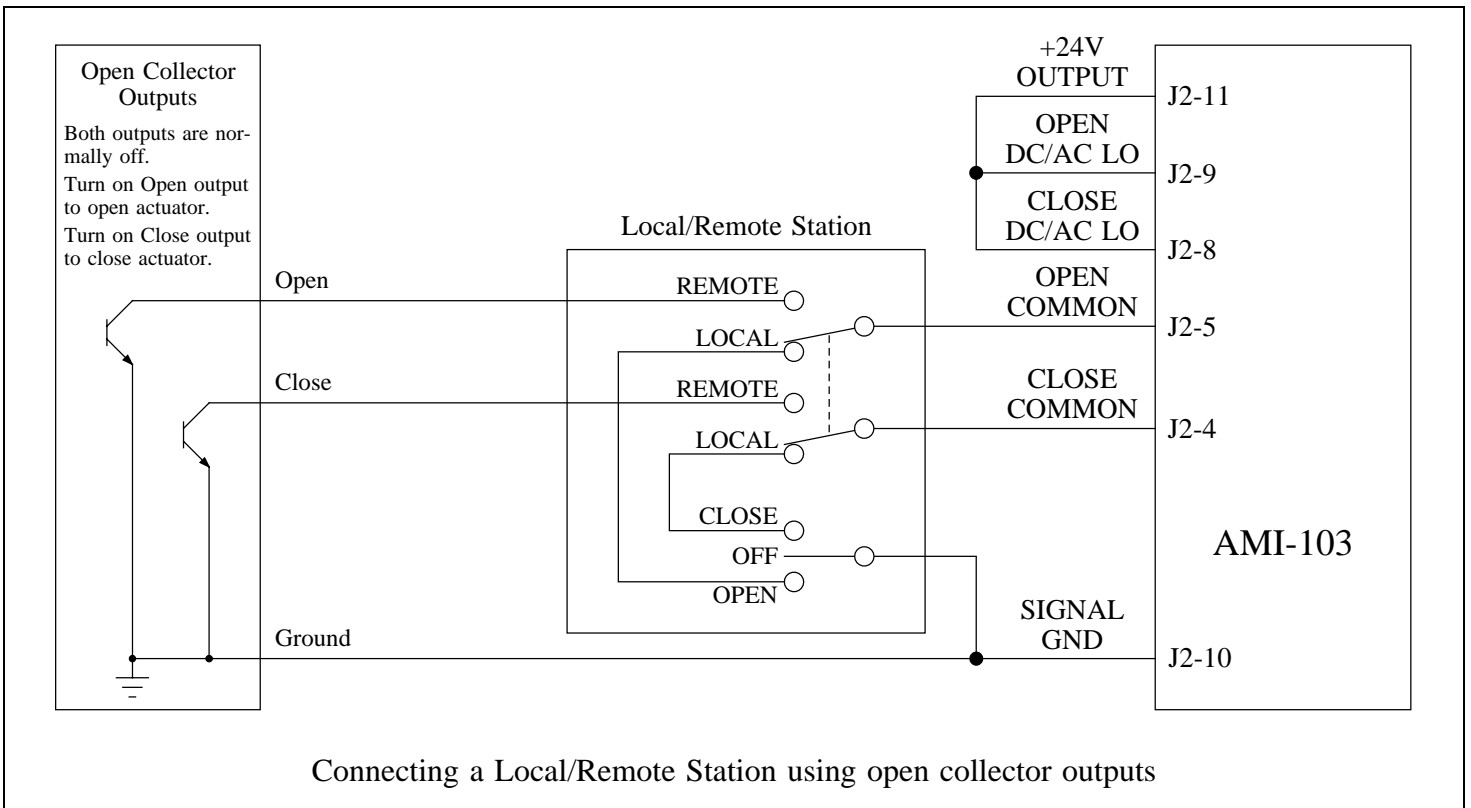 Open Collector
Outputs
Both outputs are nor-
mally off.
Turn on Open output
to open actuator.
Turn on Close output
to close actuator.
Open
Close
Ground
Local/Remote Station
REMOTE
LOCAL
REMOTE
LOCAL
CLOSE
OFF
OPEN
+24V
OUTPUT
J2-11
OPEN
DC/AC LO
J2-9
CLOSE
DC/AC LO
J2-8
OPEN
COMMON
J2-5
CLOSE
COMMON
J2-4
AMI-103
SIGNAL
GND
J2-10
Connecting a Local/Remote Station using open collector outputs